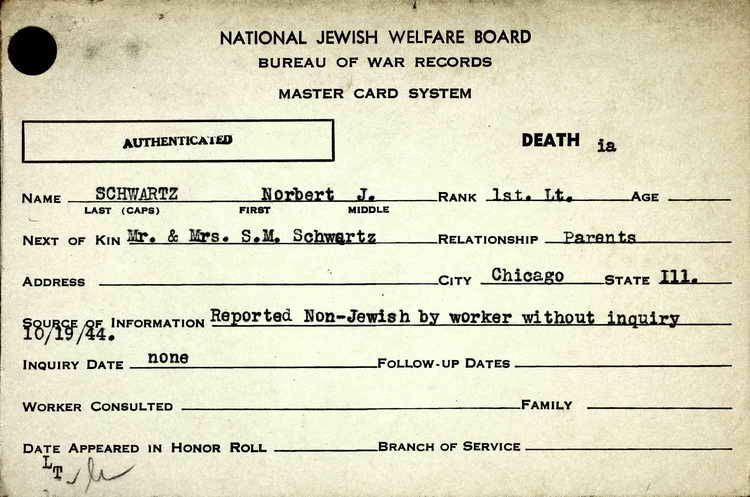 NATIONAL JEWISH WELFARE BOARD
BUREAU OF WAR RECORDS
MASTER CARD SYSTEM
AUTHENTICATED
DEATH ia
NAME SCHWARTZ Norbert J. RANK 1st. Lt. AGE
LAST (CAPS) FIRST MIDDLE
NEXT OF KIN Mr. & Mrs. S.M. Schwartz RELATIONSHIP Parents
ADDRESS CITY Chicago STATE Ill.
SOURCE OF INFORMATION Reported Non-Jewish by worker without inquiry
10/19/44.
INQUIRY DATE none FOLLOW-UP DATES
WORKER CONSULTED FAMILY
DATE APPEARED IN HONOR ROLL BRANCH OF SERVICE
LT